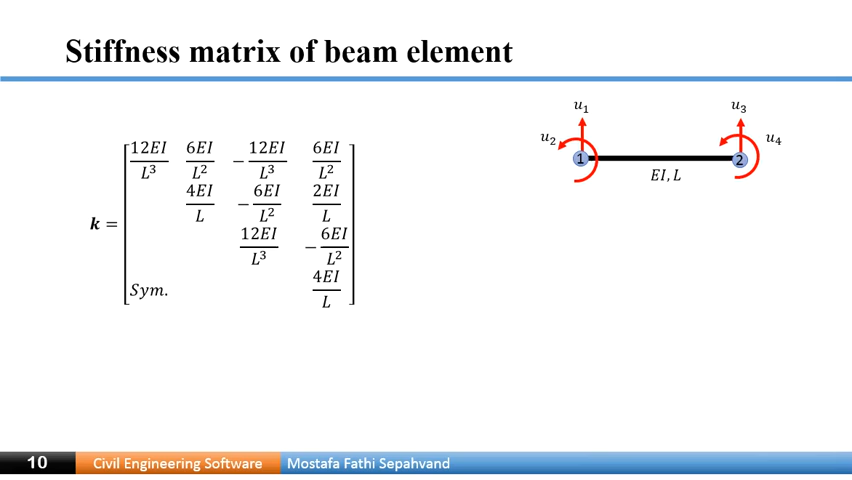 Stiffness matrix of beam element
𝒌 = [ 12EI/L³ 6EI/L² −12EI/L³ 6EI/L²
4EI/L −6EI/L² 2EI/L
12EI/L³ −6EI/L²
Sym. 4EI/L ]
u₁ u₃
u₂ u₄
1 2
EI, L
10 Civil Engineering Software Mostafa Fathi Sepahvand